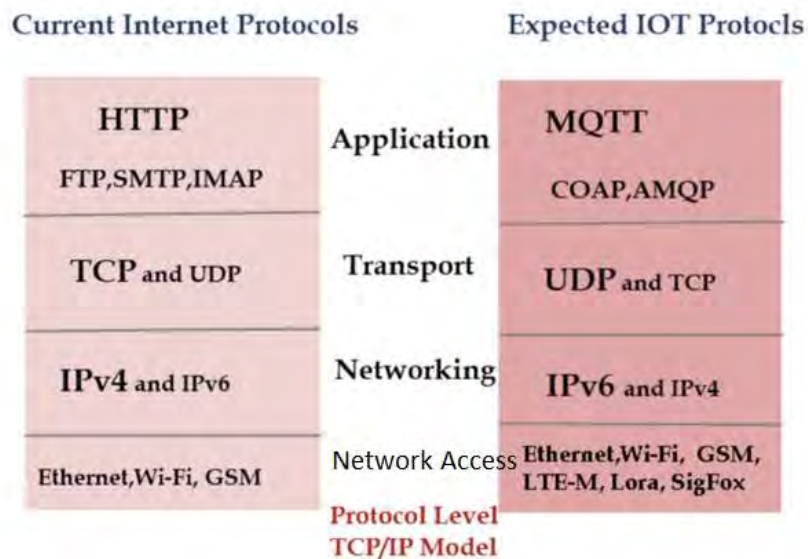 Current Internet Protocols
Expected IOT Protocls
HTTP
FTP,SMTP,IMAP
Application
MQTT
COAP,AMQP
TCP and UDP
Transport
UDP and TCP
IPv4 and IPv6
Networking
IPv6 and IPv4
Ethernet,Wi-Fi, GSM
Network Access
Ethernet,Wi-Fi, GSM,
LTE-M, Lora, SigFox
Protocol Level
TCP/IP Model